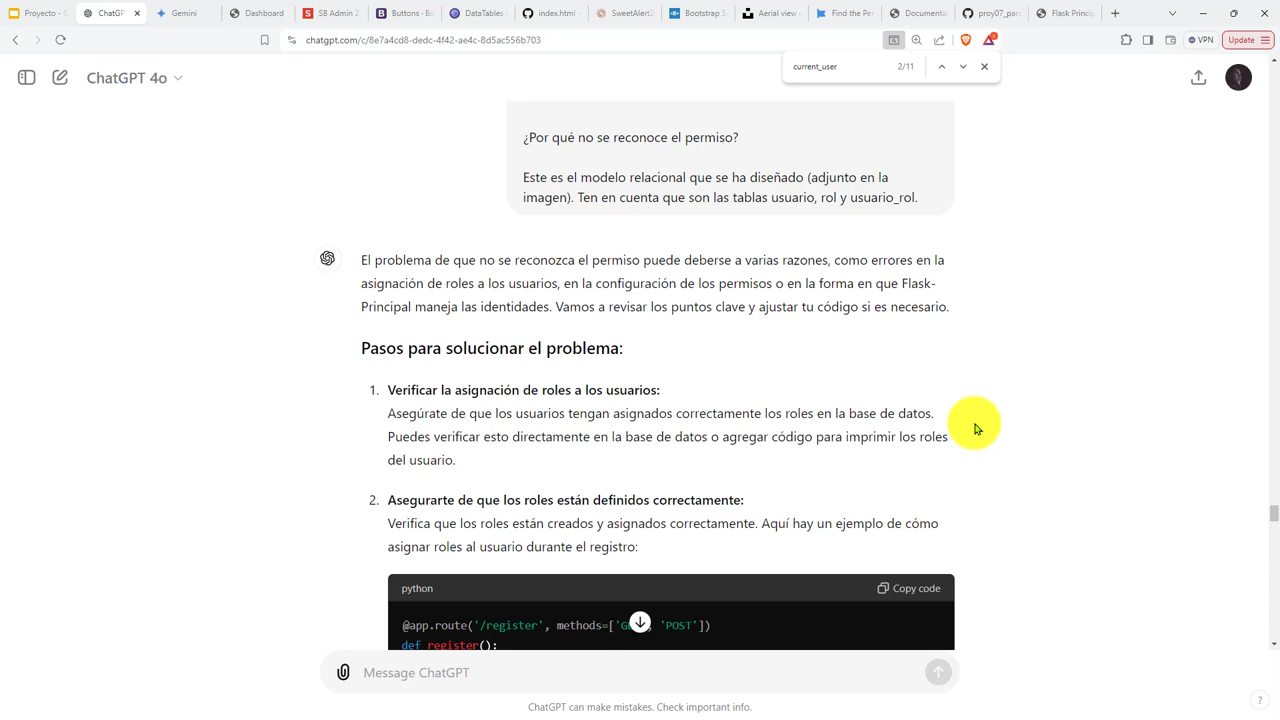 Proyecto - G
ChatGPT
Gemini
Dashboard
SB Admin 2
Buttons - Bo
DataTables
index.html -
SweetAlert2
Bootstrap S
Aerial view o
Find the Per
Documenta
proy07_par
Flask Princip
chatgpt.com/c/8e7a4cd8-dedc-4f42-ae4c-8d5ac556b703
VPN
Update
current_user
2/11
ChatGPT 4o
¿Por qué no se reconoce el permiso?
Este es el modelo relacional que se ha diseñado (adjunto en la
imagen). Ten en cuenta que son las tablas usuario, rol y usuario_rol.
El problema de que no se reconozca el permiso puede deberse a varias razones, como errores en la
asignación de roles a los usuarios, en la configuración de los permisos o en la forma en que Flask-
Principal maneja las identidades. Vamos a revisar los puntos clave y ajustar tu código si es necesario.
Pasos para solucionar el problema:
1. Verificar la asignación de roles a los usuarios:
Asegúrate de que los usuarios tengan asignados correctamente los roles en la base de datos.
Puedes verificar esto directamente en la base de datos o agregar código para imprimir los roles
del usuario.
2. Asegurarte de que los roles están definidos correctamente:
Verifica que los roles están creados y asignados correctamente. Aquí hay un ejemplo de cómo
asignar roles al usuario durante el registro:
python
Copy code
@app.route('/register', methods=['G , 'POST'])
def register():
Message ChatGPT
ChatGPT can make mistakes. Check important info.
?